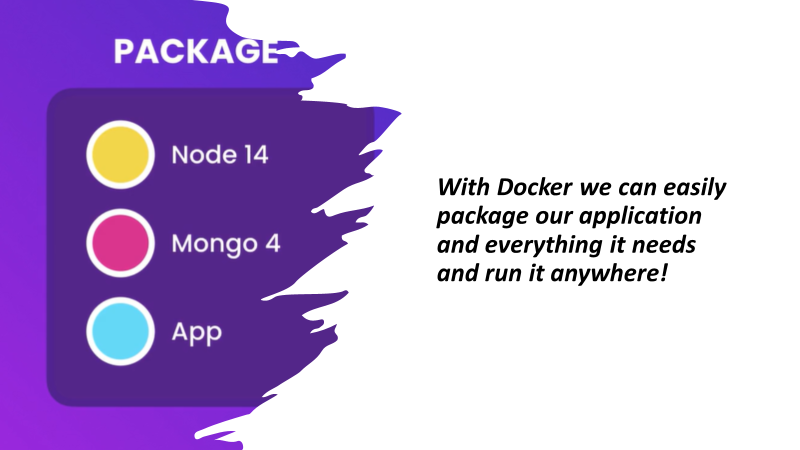 PACKAGE
Node 14
Mongo 4
App
With Docker we can easily
package our application
and everything it needs
and run it anywhere!